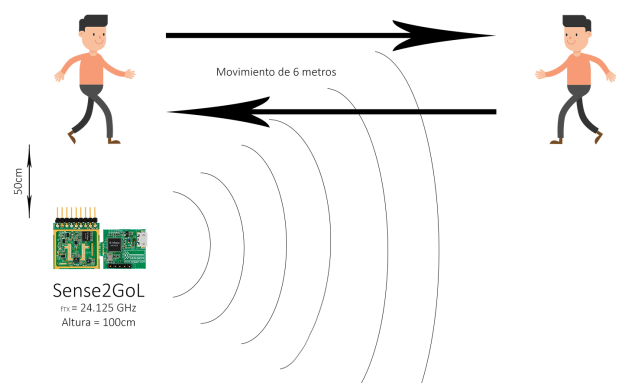 Movimiento de 6 metros
50cm
Sense2GoL
fTX = 24.125 GHz
Altura = 100cm